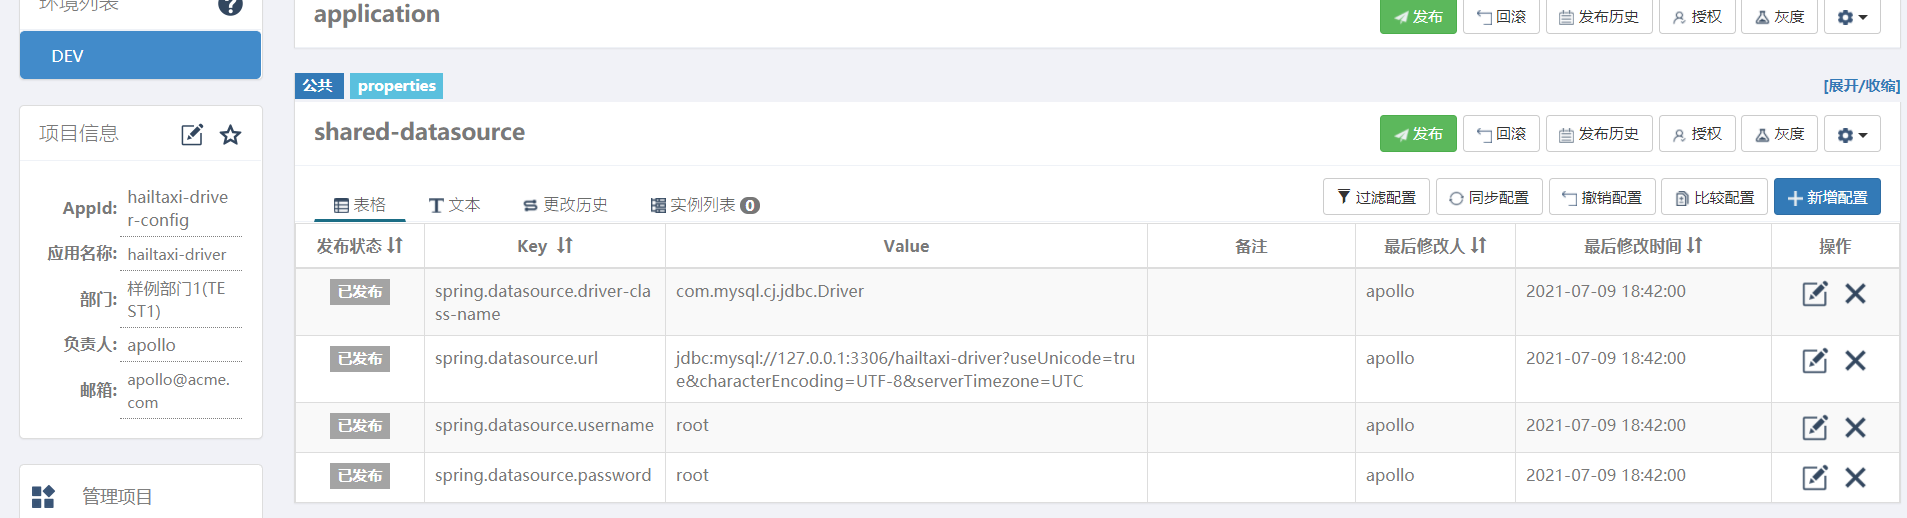 环境列表
DEV
项目信息
AppId:
hailtaxi-drive
r-config
应用名称:
hailtaxi-driver
部门:
样例部门1(TE
ST1)
负责人:
apollo
邮箱:
apollo@acme.
com
管理项目
application
发布 回滚 发布历史 授权 灰度
公共 properties
[展开/收缩]
shared-datasource
发布 回滚 发布历史 授权 灰度
表格 文本 更改历史 实例列表 0
过滤配置 同步配置 撤销配置 比较配置 新增配置
发布状态 Key Value 备注 最后修改人 最后修改时间 操作
已发布 spring.datasource.driver-cla com.mysql.cj.jdbc.Driver apollo 2021-07-09 18:42:00
ss-name
已发布 spring.datasource.url jdbc:mysql://127.0.0.1:3306/hailtaxi-driver?useUnicode=tru apollo 2021-07-09 18:42:00
e&characterEncoding=UTF-8&serverTimezone=UTC
已发布 spring.datasource.username root apollo 2021-07-09 18:42:00
已发布 spring.datasource.password root apollo 2021-07-09 18:42:00